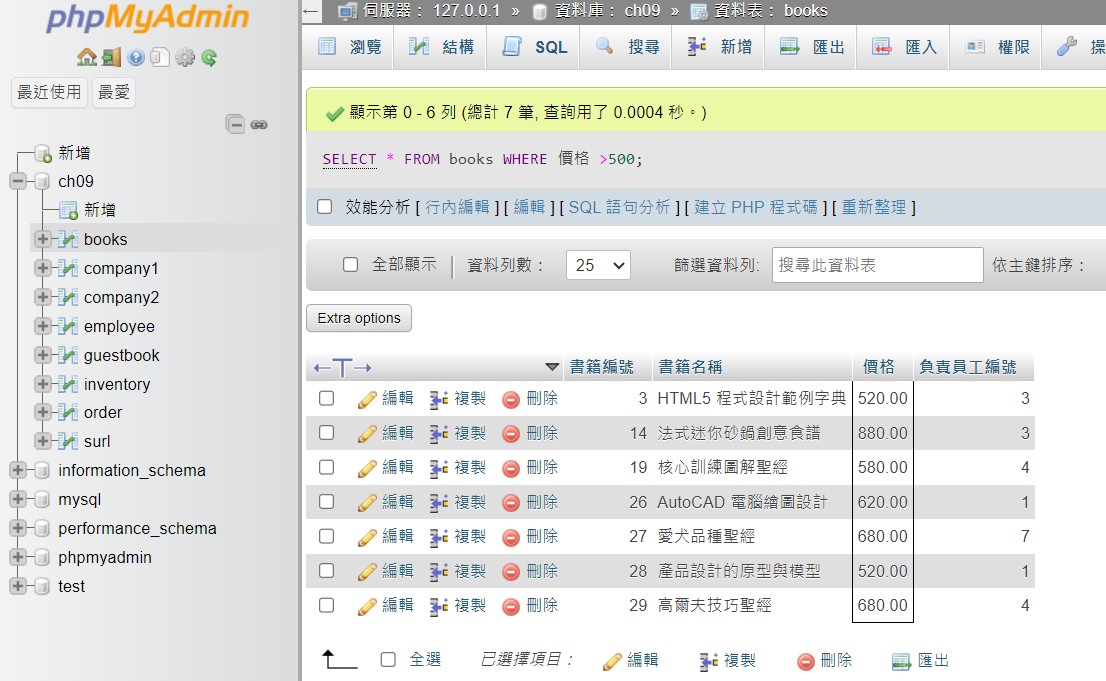 phpMyAdmin
最近使用 最愛
新增
ch09
新增
books
company1
company2
employee
guestbook
inventory
order
surl
information_schema
mysql
performance_schema
phpmyadmin
test
伺服器： 127.0.0.1 » 資料庫： ch09 » 資料表： books
瀏覽 結構 SQL 搜尋 新增 匯出 匯入 權限 操
顯示第 0 - 6 列 (總計 7 筆, 查詢用了 0.0004 秒。)
SELECT * FROM books WHERE 價格 >500;
效能分析 [ 行內編輯 ] [ 編輯 ] [ SQL 語句分析 ] [ 建立 PHP 程式碼 ] [ 重新整理 ]
全部顯示 | 資料列數： 25 篩選資料列: 搜尋此資料表 依主鍵排序：
Extra options
←T→ 書籍編號 書籍名稱 價格 負責員工編號
編輯 複製 刪除 3 HTML5 程式設計範例字典 520.00 3
編輯 複製 刪除 14 法式迷你砂鍋創意食譜 880.00 3
編輯 複製 刪除 19 核心訓練圖解聖經 580.00 4
編輯 複製 刪除 26 AutoCAD 電腦繪圖設計 620.00 1
編輯 複製 刪除 27 愛犬品種聖經 680.00 7
編輯 複製 刪除 28 產品設計的原型與模型 520.00 1
編輯 複製 刪除 29 高爾夫技巧聖經 680.00 4
全選 已選擇項目： 編輯 複製 刪除 匯出